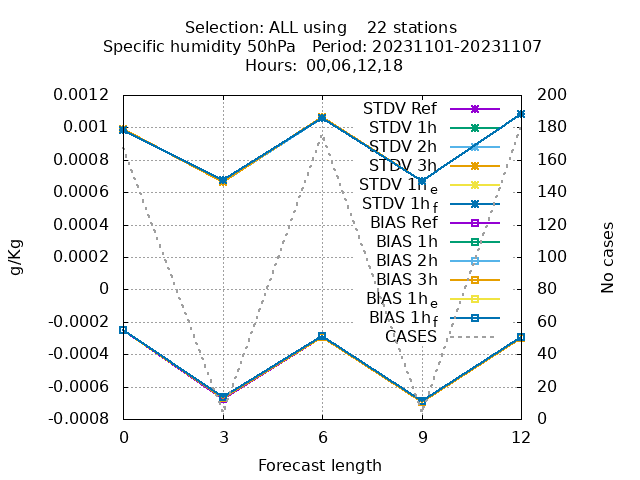 Selection: ALL using    22 stations
Specific humidity 50hPa   Period: 20231101-20231107
Hours: 00,06,12,18
0.0012
0.001
0.0008
0.0006
0.0004
0.0002
0
-0.0002
-0.0004
-0.0006
-0.0008
g/Kg
STDV Ref
STDV 1h
STDV 2h
STDV 3h
STDV 1h_e
STDV 1h_f
BIAS Ref
BIAS 1h
BIAS 2h
BIAS 3h
BIAS 1h_e
BIAS 1h_f
CASES
200
180
160
140
120
100
80
60
40
20
0
No cases
0 3 6 9 12
Forecast length